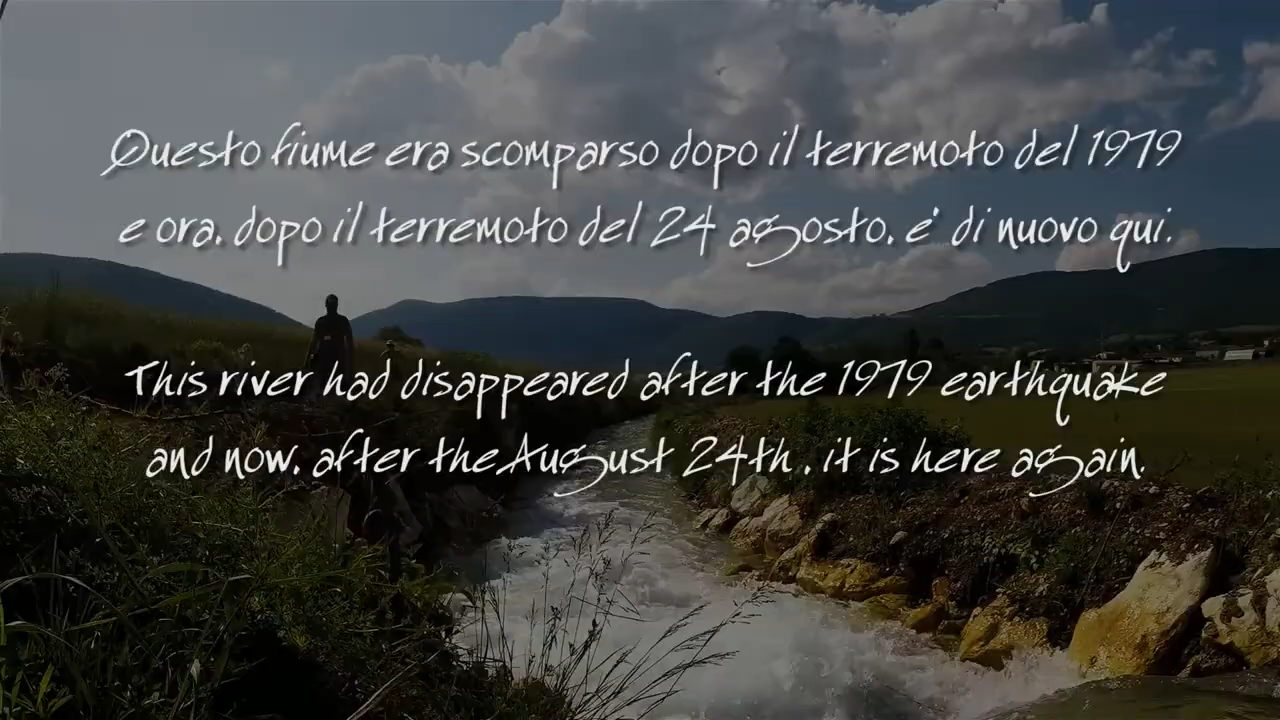 Questo fiume era scomparso dopo il terremoto del 1979
e ora, dopo il terremoto del 24 agosto, e' di nuovo qui.
This river had disappeared after the 1979 earthquake
and now, after the August 24th , it is here again.